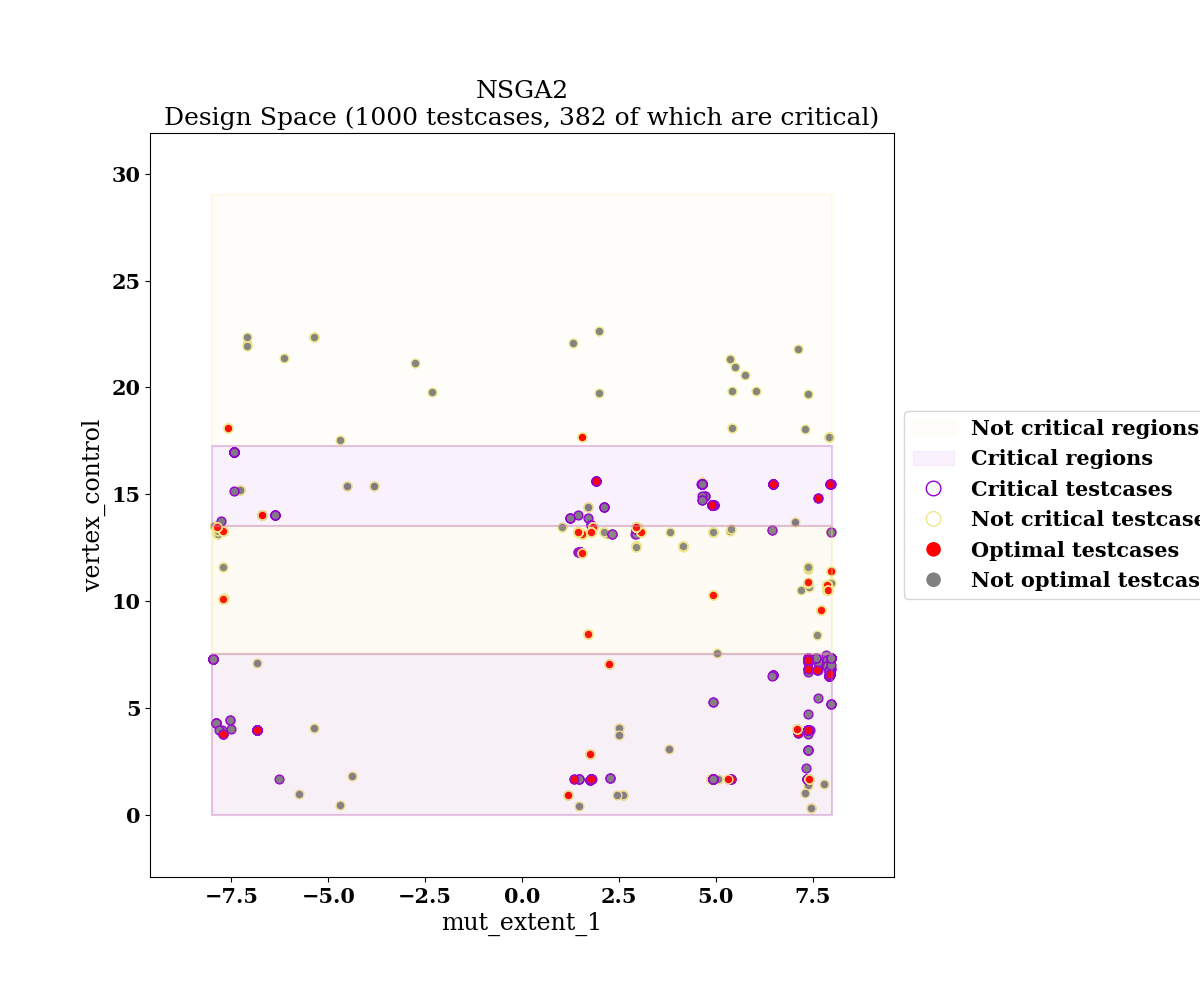 NSGA2
Design Space (1000 testcases, 382 of which are critical)
30
25
20
15
10
5
0
vertex_control
−7.5 −5.0 −2.5 0.0 2.5 5.0 7.5
mut_extent_1
Not critical regions
Critical regions
Critical testcases
Not critical testcase
Optimal testcases
Not optimal testcas